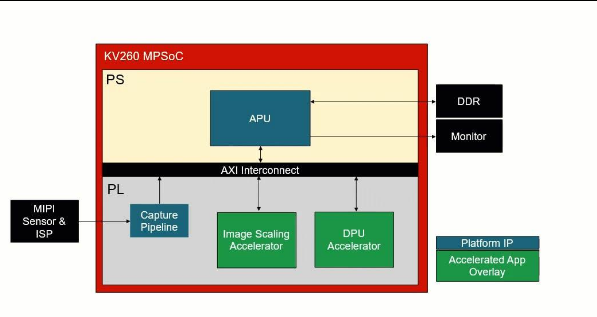 KV260 MPSoC
PS
APU
DDR
Monitor
AXI Interconnect
PL
MIPI
Sensor &
ISP
Capture
Pipeline
Image Scaling
Accelerator
DPU
Accelerator
Platform IP
Accelerated App
Overlay